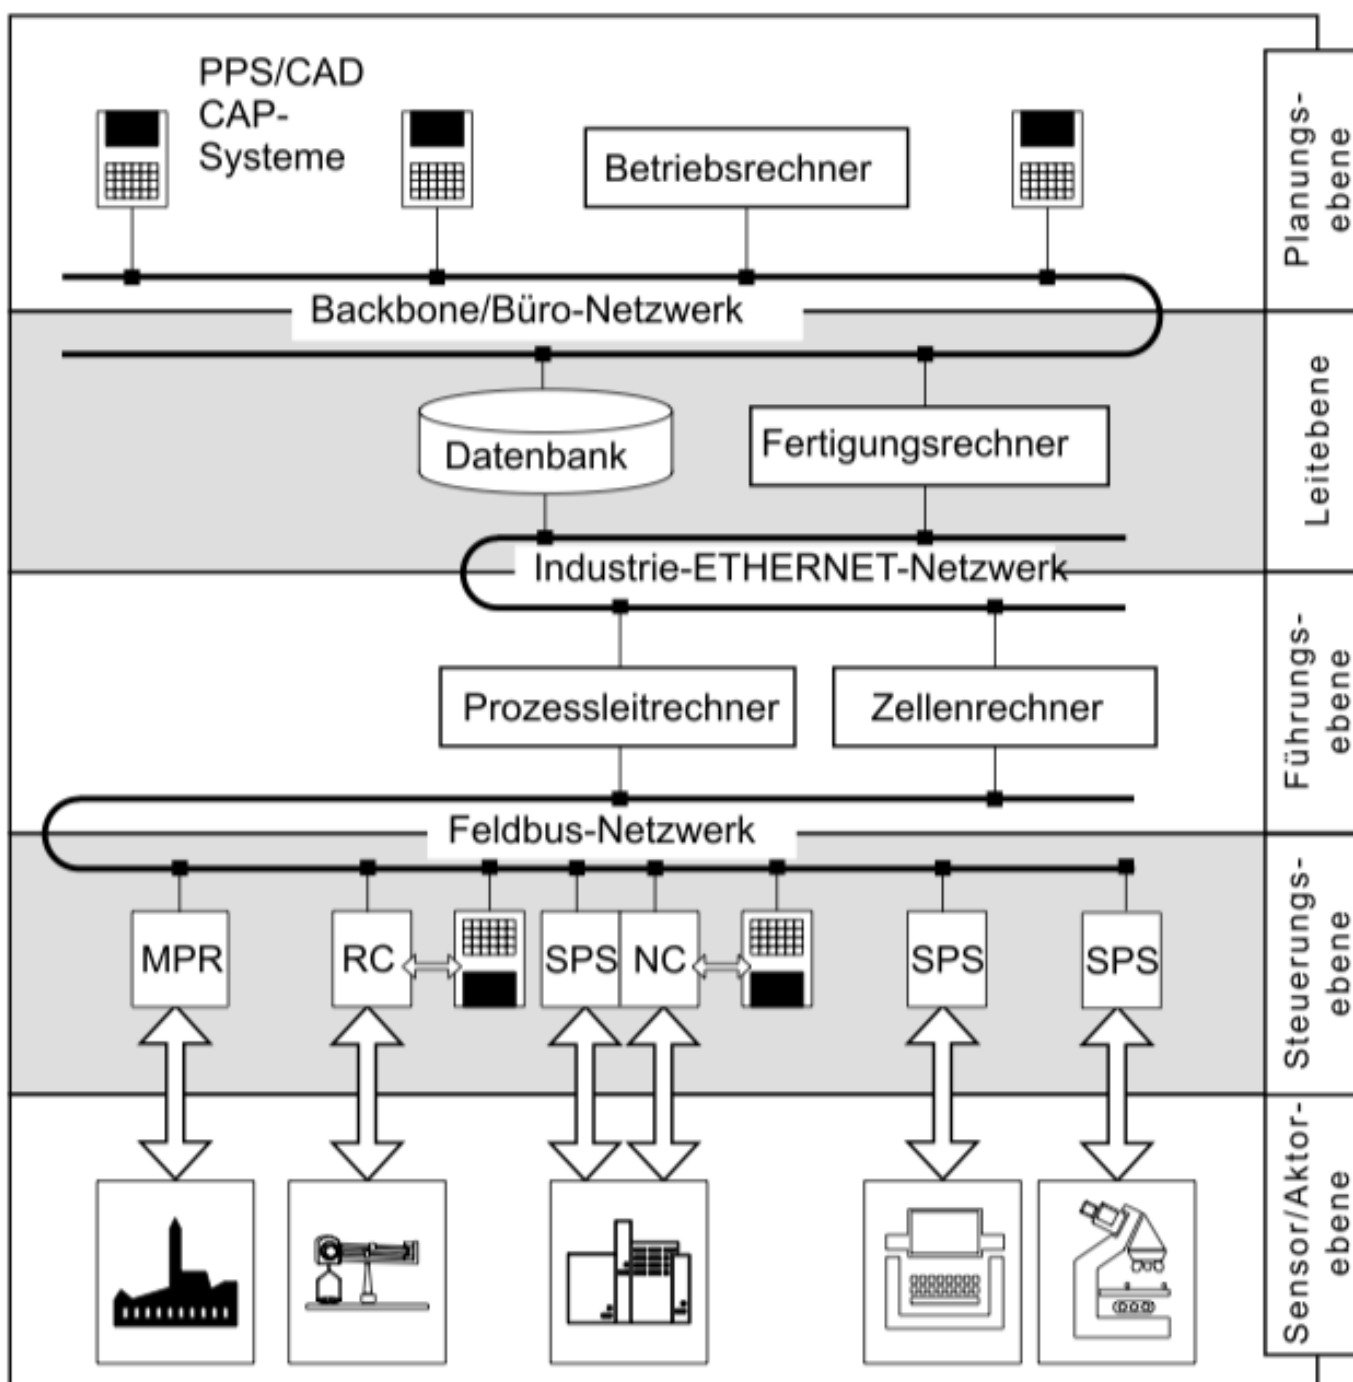 PPS/CAD
CAP-
Systeme
Betriebsrechner
Planungs-
ebene
Backbone/Büro-Netzwerk
Datenbank
Fertigungsrechner
Leitebene
Industrie-ETHERNET-Netzwerk
Prozessleitrechner
Zellenrechner
Führungs-
ebene
Feldbus-Netzwerk
MPR
RC
SPS
NC
SPS
SPS
Steuerungs-
ebene
Sensor/Aktor-
ebene